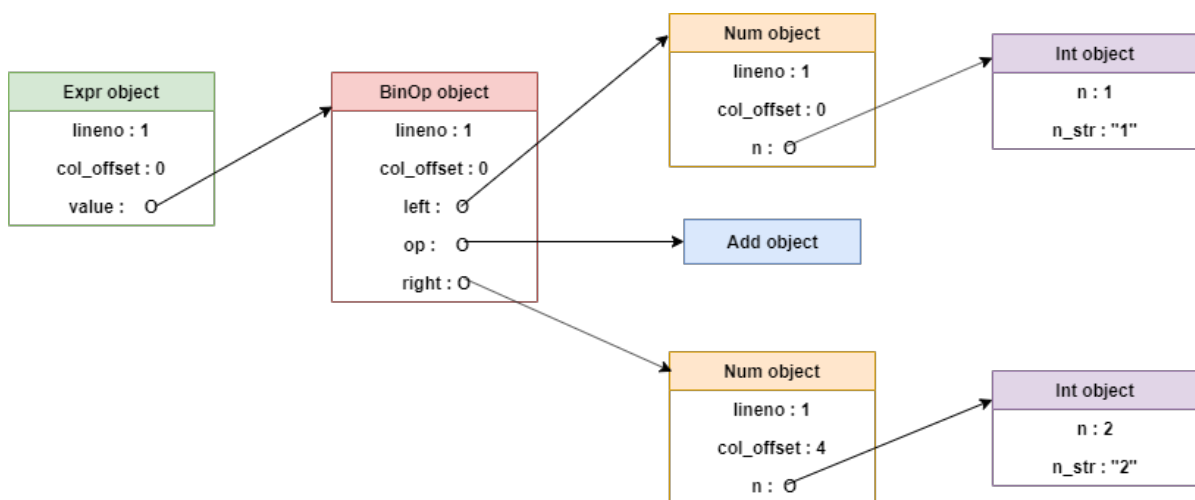 Expr object
lineno : 1
col_offset : 0
value : O
BinOp object
lineno : 1
col_offset : 0
left : O
op : O
right : O
Num object
lineno : 1
col_offset : 0
n : O
Int object
n : 1
n_str : "1"
Add object
Num object
lineno : 1
col_offset : 4
n : O
Int object
n : 2
n_str : "2"